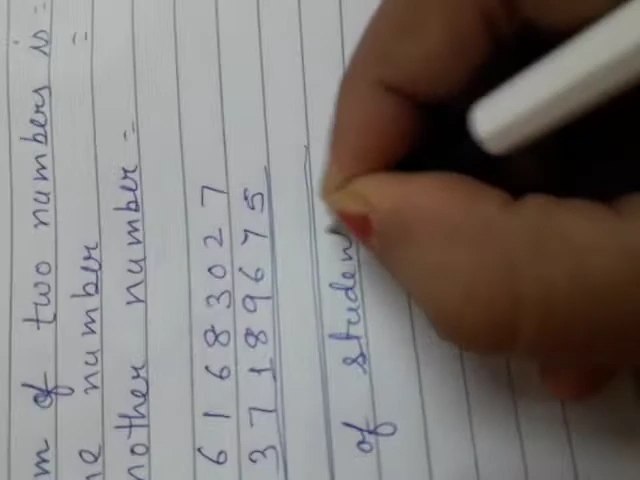 m of two numbers is =
ne number =
nother number =
6 1 6 8 3 0 2 7
3 7 1 8 9 6 7 5
of studen